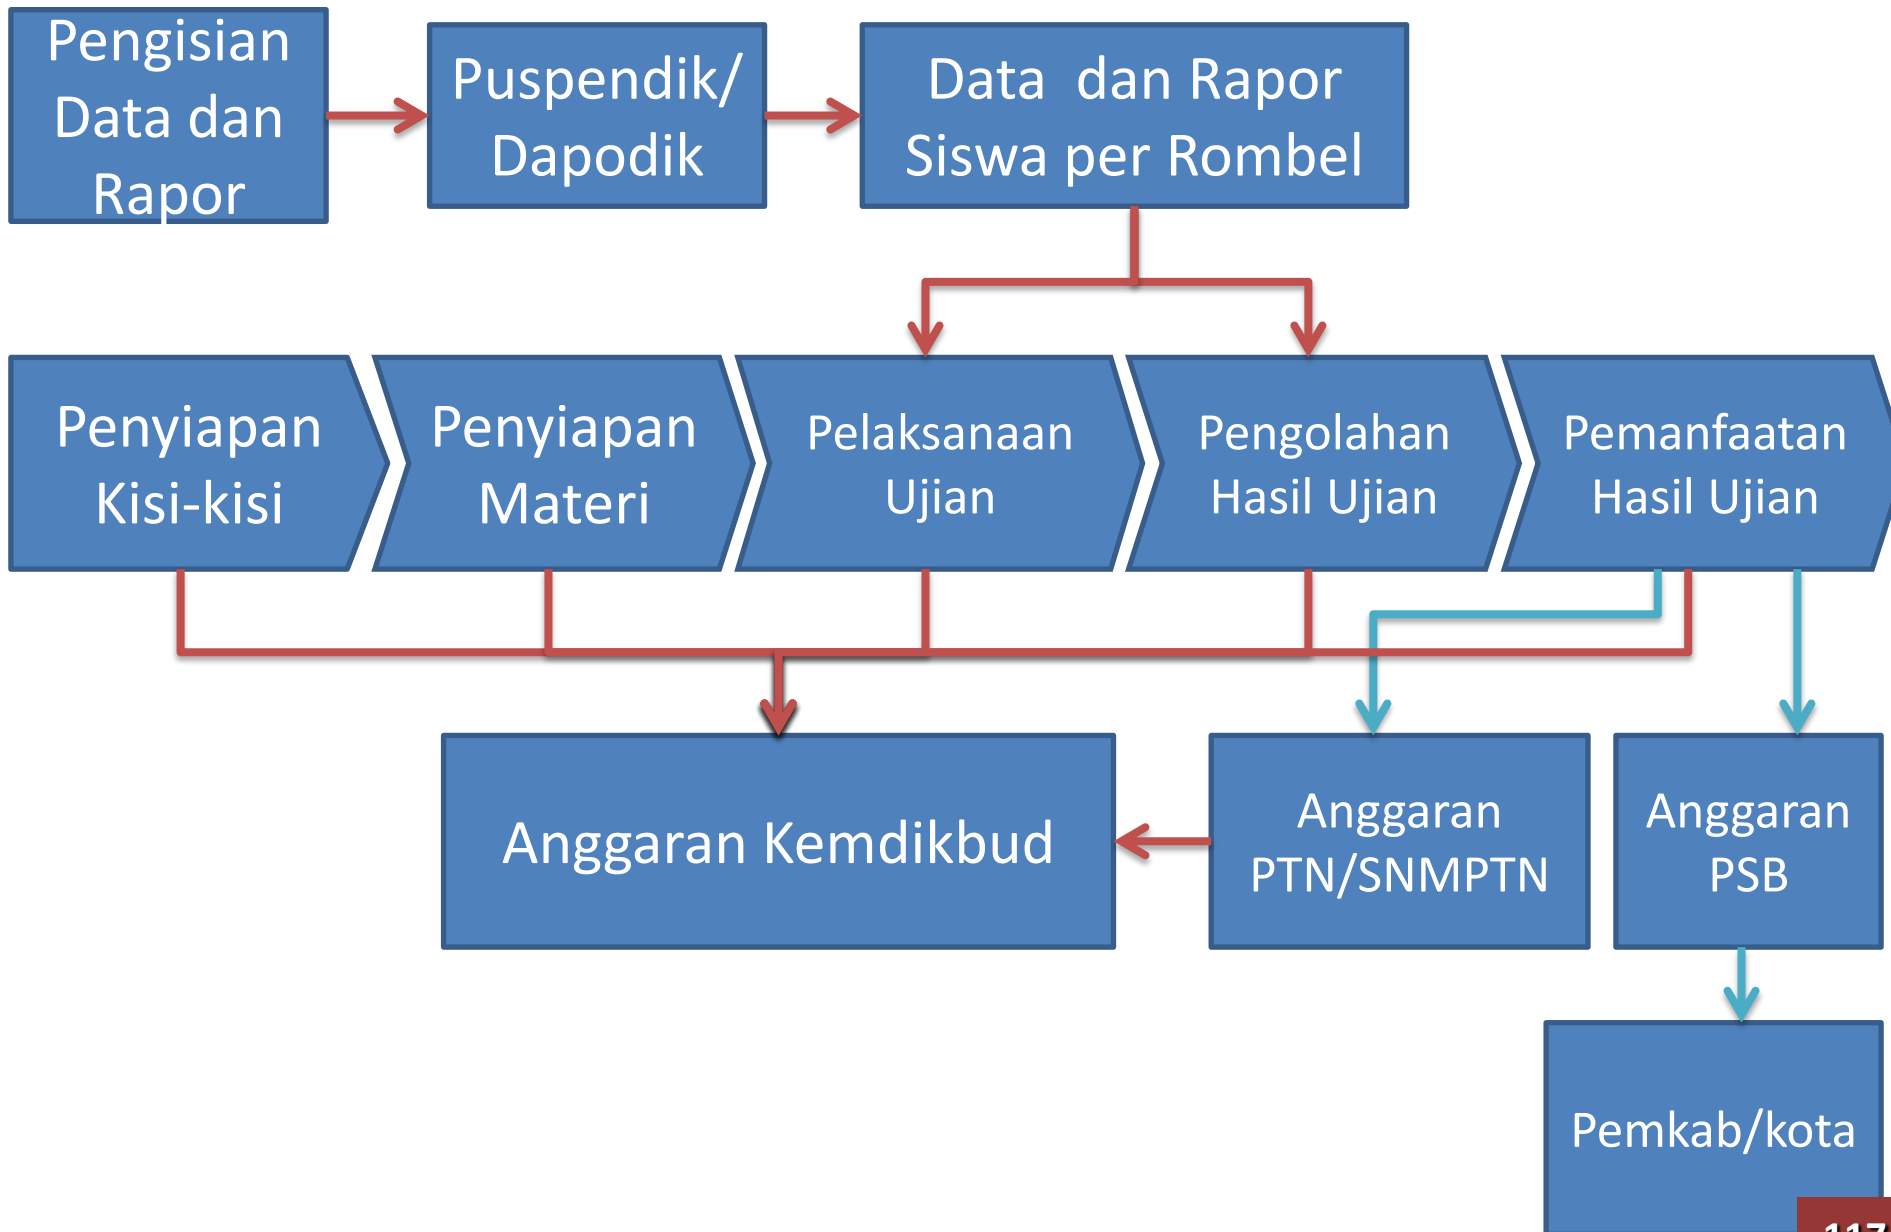 Pengisian
Data dan
Rapor
Puspendik/
Dapodik
Data  dan Rapor
Siswa per Rombel
Penyiapan
Kisi-kisi
Penyiapan
Materi
Pelaksanaan
Ujian
Pengolahan
Hasil Ujian
Pemanfaatan
Hasil Ujian
Anggaran Kemdikbud
Anggaran
PTN/SNMPTN
Anggaran
PSB
Pemkab/kota
117